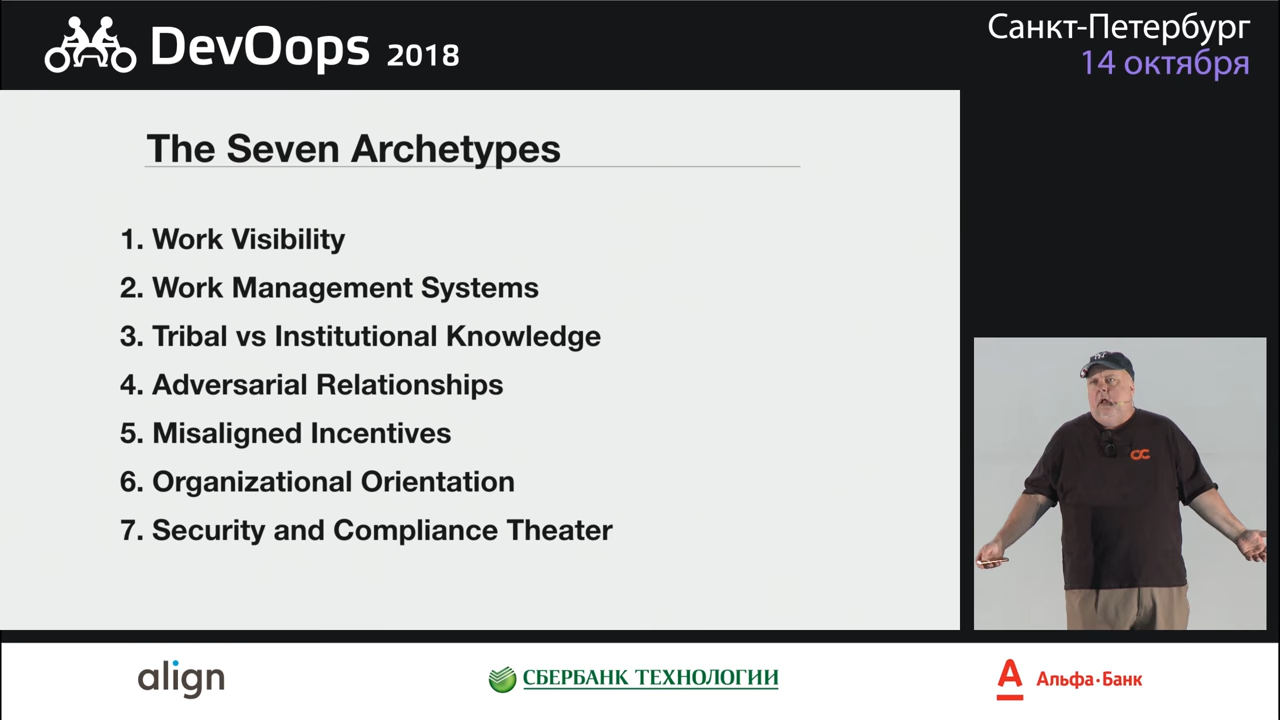 DevOops 2018
Санкт-Петербург
14 октября
The Seven Archetypes
1. Work Visibility
2. Work Management Systems
3. Tribal vs Institutional Knowledge
4. Adversarial Relationships
5. Misaligned Incentives
6. Organizational Orientation
7. Security and Compliance Theater
align
СБЕРБАНК ТЕХНОЛОГИИ
А
Альфа·Банк